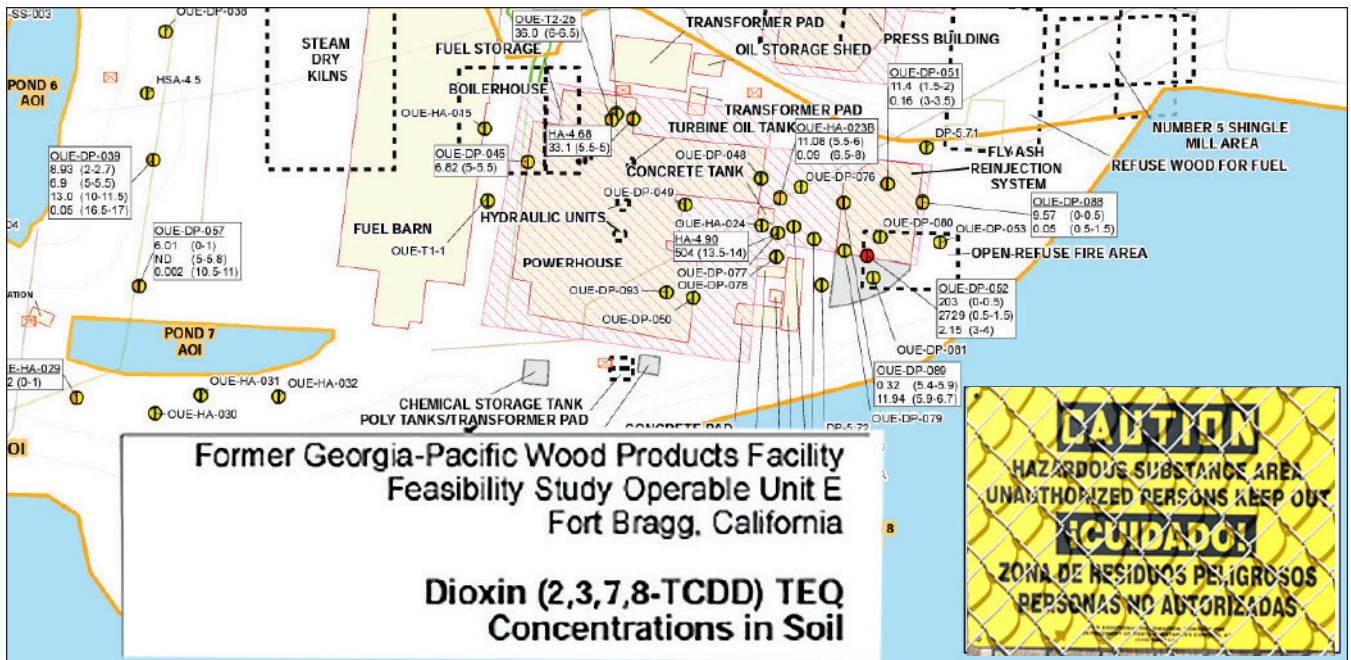 -SS-003
OUE-DP-038
POND 6
AOI
HSA-4.5
STEAM
DRY
KILNS
OUE-T2-2b
36.0 (6-6.5)
FUEL STORAGE
BOILERHOUSE
TRANSFORMER PAD
OIL STORAGE SHED
PRESS BUILDING
OUE-DP-051
11.4 (1.5-2)
0.16 (3-3.5)
OUE-HA-045
HA-4.68
33.1 (5.5-5)
TRANSFORMER PAD
TURBINE OIL TANK
OUE-HA-023B
11.08 (5.5-6)
0.09 (6.5-8)
DP-5.71
NUMBER 5 SHINGLE
MILL AREA
REFUSE WOOD FOR FUEL
OUE-DP-039
8.93 (2-2.7)
6.9 (5-5.5)
13.0 (10-11.5)
0.05 (16.5-17)
OUE-DP-045
6.82 (5-5.5)
OUE-DP-048
CONCRETE TANK
OUE-DP-076
FLY-ASH
REINJECTION
SYSTEM
OUE-DP-088
9.57 (0-0.5)
0.05 (0.5-1.5)
04
OUE-DP-049
HYDRAULIC UNITS
FUEL BARN
OUE-T1-1
OUE-HA-024
HA-4.90
504 (13.5-14)
OUE-DP-080
OUE-DP-053
OPEN-REFUSE FIRE AREA
OUE-DP-057
6.01 (0-1)
ND (5-5.8)
0.002 (10.5-11)
POWERHOUSE
OUE-DP-077
OUE-DP-078
OUE-DP-093
OUE-DP-050
OUE-DP-052
203 (0-0.5)
2729 (0.5-1.5)
2.15 (3-4)
ATION
POND 7
AOI
OUE-DP-081
E-HA-029
2 (0-1)
OUE-HA-031
OUE-HA-032
OUE-HA-030
OUE-DP-089
0.32 (5.4-5.9)
11.94 (5.9-6.7)
OUE-DP-079
DP-5.72
CHEMICAL STORAGE TANK
POLY TANKS/TRANSFORMER PAD
CONCRETE PAD
OI
8
Former Georgia-Pacific Wood Products Facility
Feasibility Study Operable Unit E
Fort Bragg, California
Dioxin (2,3,7,8-TCDD) TEQ
Concentrations in Soil
CAUTION
HAZARDOUS SUBSTANCE AREA
UNAUTHORIZED PERSONS KEEP OUT
¡CUIDADO!
ZONA DE RESIDUOS PELIGROSOS
PERSONAS NO AUTORIZADAS